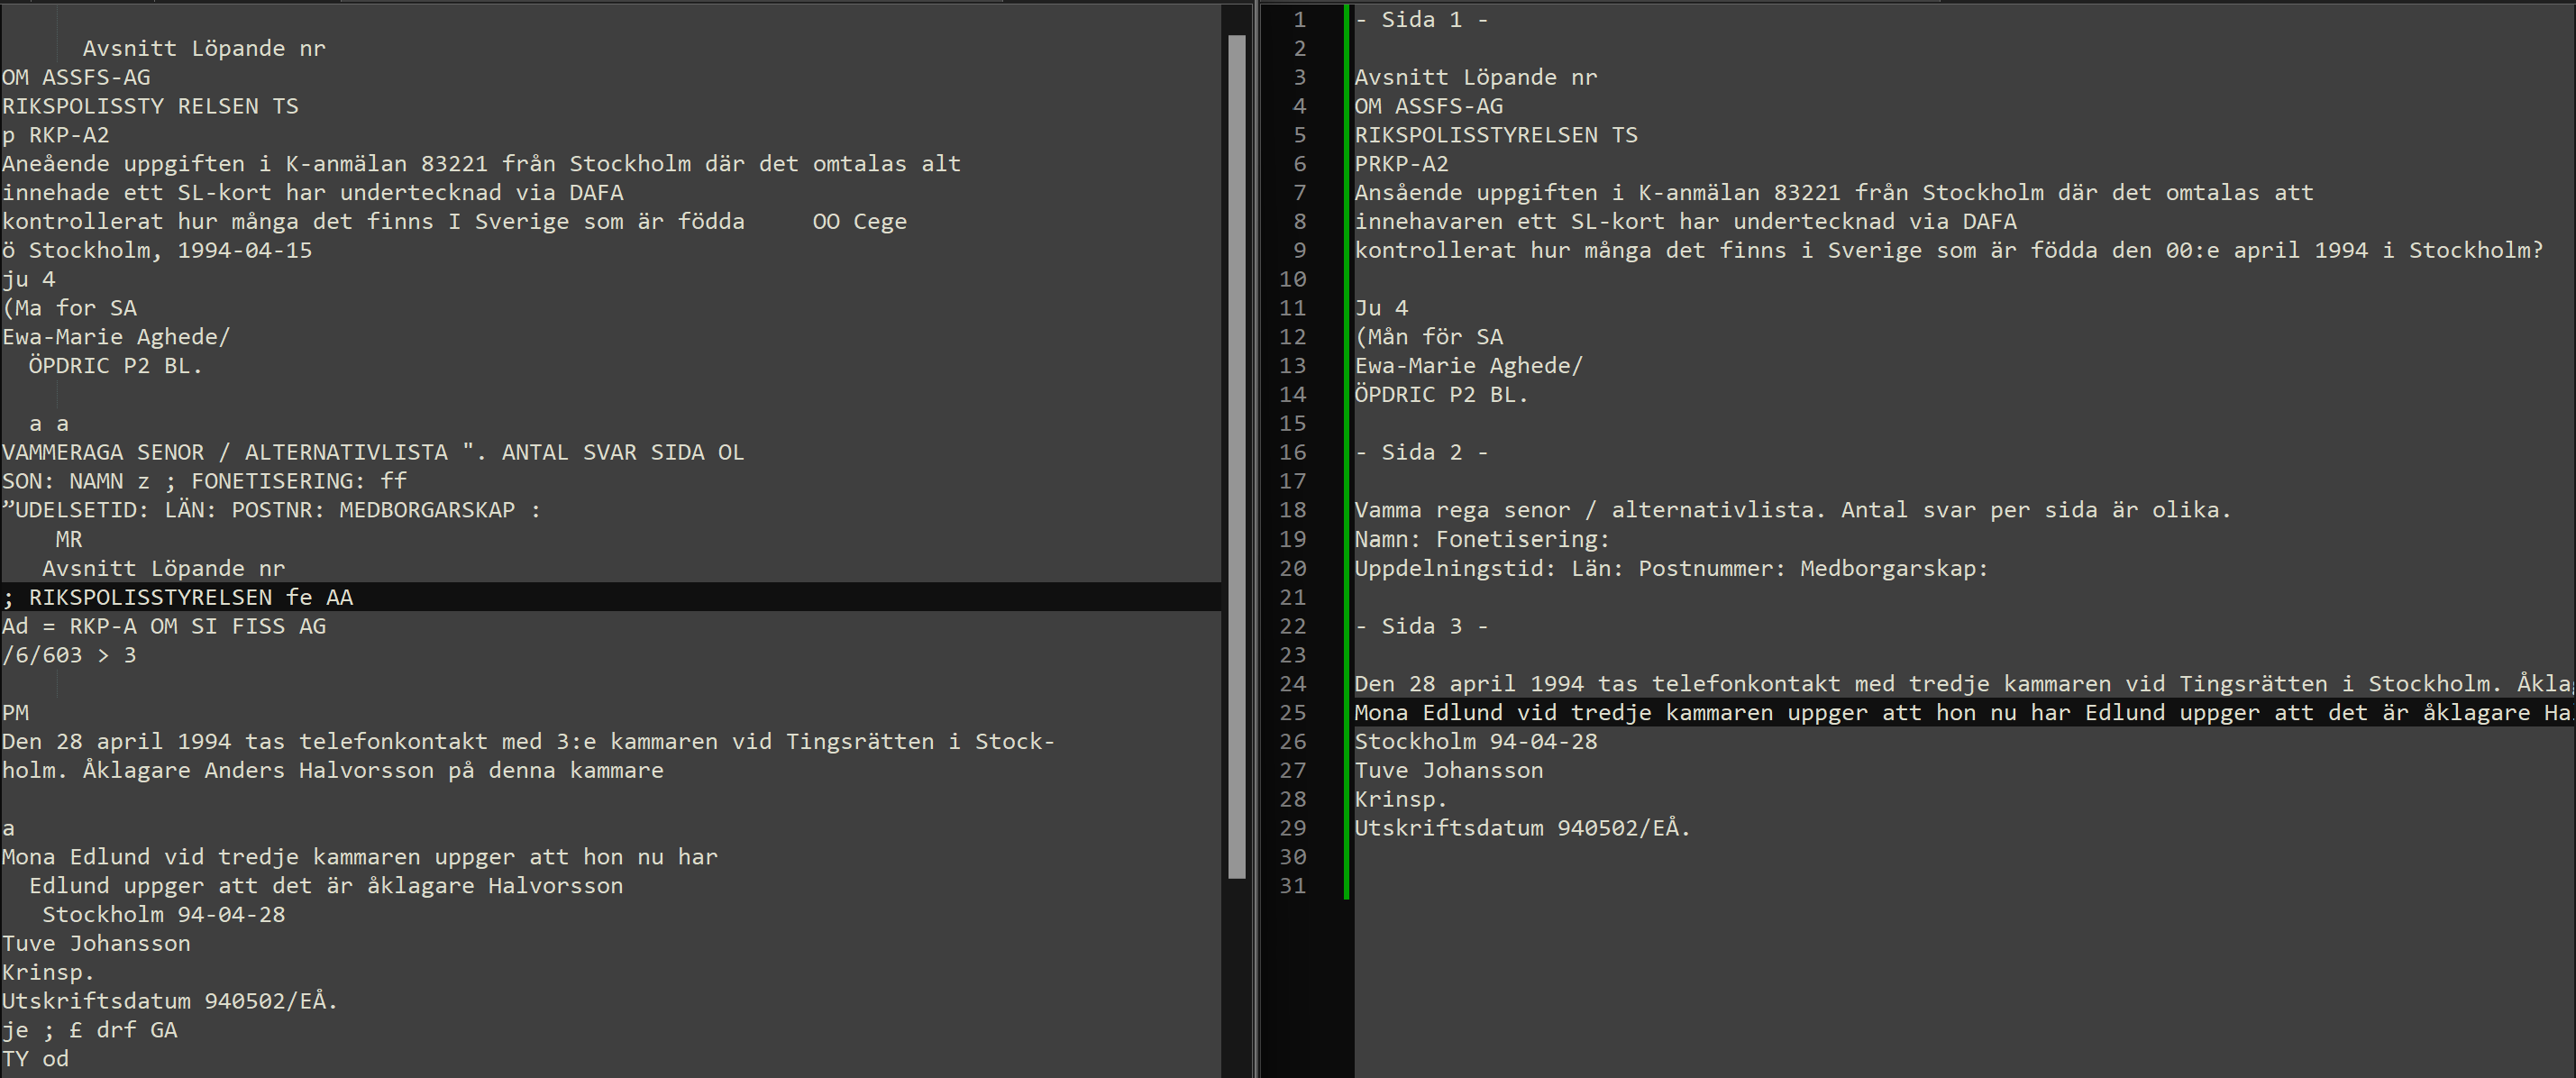 Avsnitt Löpande nr
OM ASSFS-AG
RIKSPOLISSTY RELSEN TS
p RKP-A2
Aneående uppgiften i K-anmälan 83221 från Stockholm där det omtalas alt
innehade ett SL-kort har undertecknad via DAFA
kontrollerat hur många det finns I Sverige som är födda     OO Cege
ö Stockholm, 1994-04-15
ju 4
(Ma for SA
Ewa-Marie Aghede/
ÖPDRIC P2 BL.
a a
VAMMERAGA SENOR / ALTERNATIVLISTA ". ANTAL SVAR SIDA OL
SON: NAMN z ; FONETISERING: ff
”UDELSETID: LÄN: POSTNR: MEDBORGARSKAP :
MR
Avsnitt Löpande nr
; RIKSPOLISSTYRELSEN fe AA
Ad = RKP-A OM SI FISS AG
/6/603 > 3
PM
Den 28 april 1994 tas telefonkontakt med 3:e kammaren vid Tingsrätten i Stock-
holm. Åklagare Anders Halvorsson på denna kammare
a
Mona Edlund vid tredje kammaren uppger att hon nu har
Edlund uppger att det är åklagare Halvorsson
Stockholm 94-04-28
Tuve Johansson
Krinsp.
Utskriftsdatum 940502/EÅ.
je ; £ drf GA
TY od
1 - Sida 1 -
2
3 Avsnitt Löpande nr
4 OM ASSFS-AG
5 RIKSPOLISSTYRELSEN TS
6 PRKP-A2
7 Ansående uppgiften i K-anmälan 83221 från Stockholm där det omtalas att
8 innehavaren ett SL-kort har undertecknad via DAFA
9 kontrollerat hur många det finns i Sverige som är födda den 00:e april 1994 i Stockholm?
10
11 Ju 4
12 (Mån för SA
13 Ewa-Marie Aghede/
14 ÖPDRIC P2 BL.
15
16 - Sida 2 -
17
18 Vamma rega senor / alternativlista. Antal svar per sida är olika.
19 Namn: Fonetisering:
20 Uppdelningstid: Län: Postnummer: Medborgarskap:
21
22 - Sida 3 -
23
24 Den 28 april 1994 tas telefonkontakt med tredje kammaren vid Tingsrätten i Stockholm.
25 Mona Edlund vid tredje kammaren uppger att hon nu har Edlund uppger att det är åklagare
26 Stockholm 94-04-28
27 Tuve Johansson
28 Krinsp.
29 Utskriftsdatum 940502/EÅ.
30
31